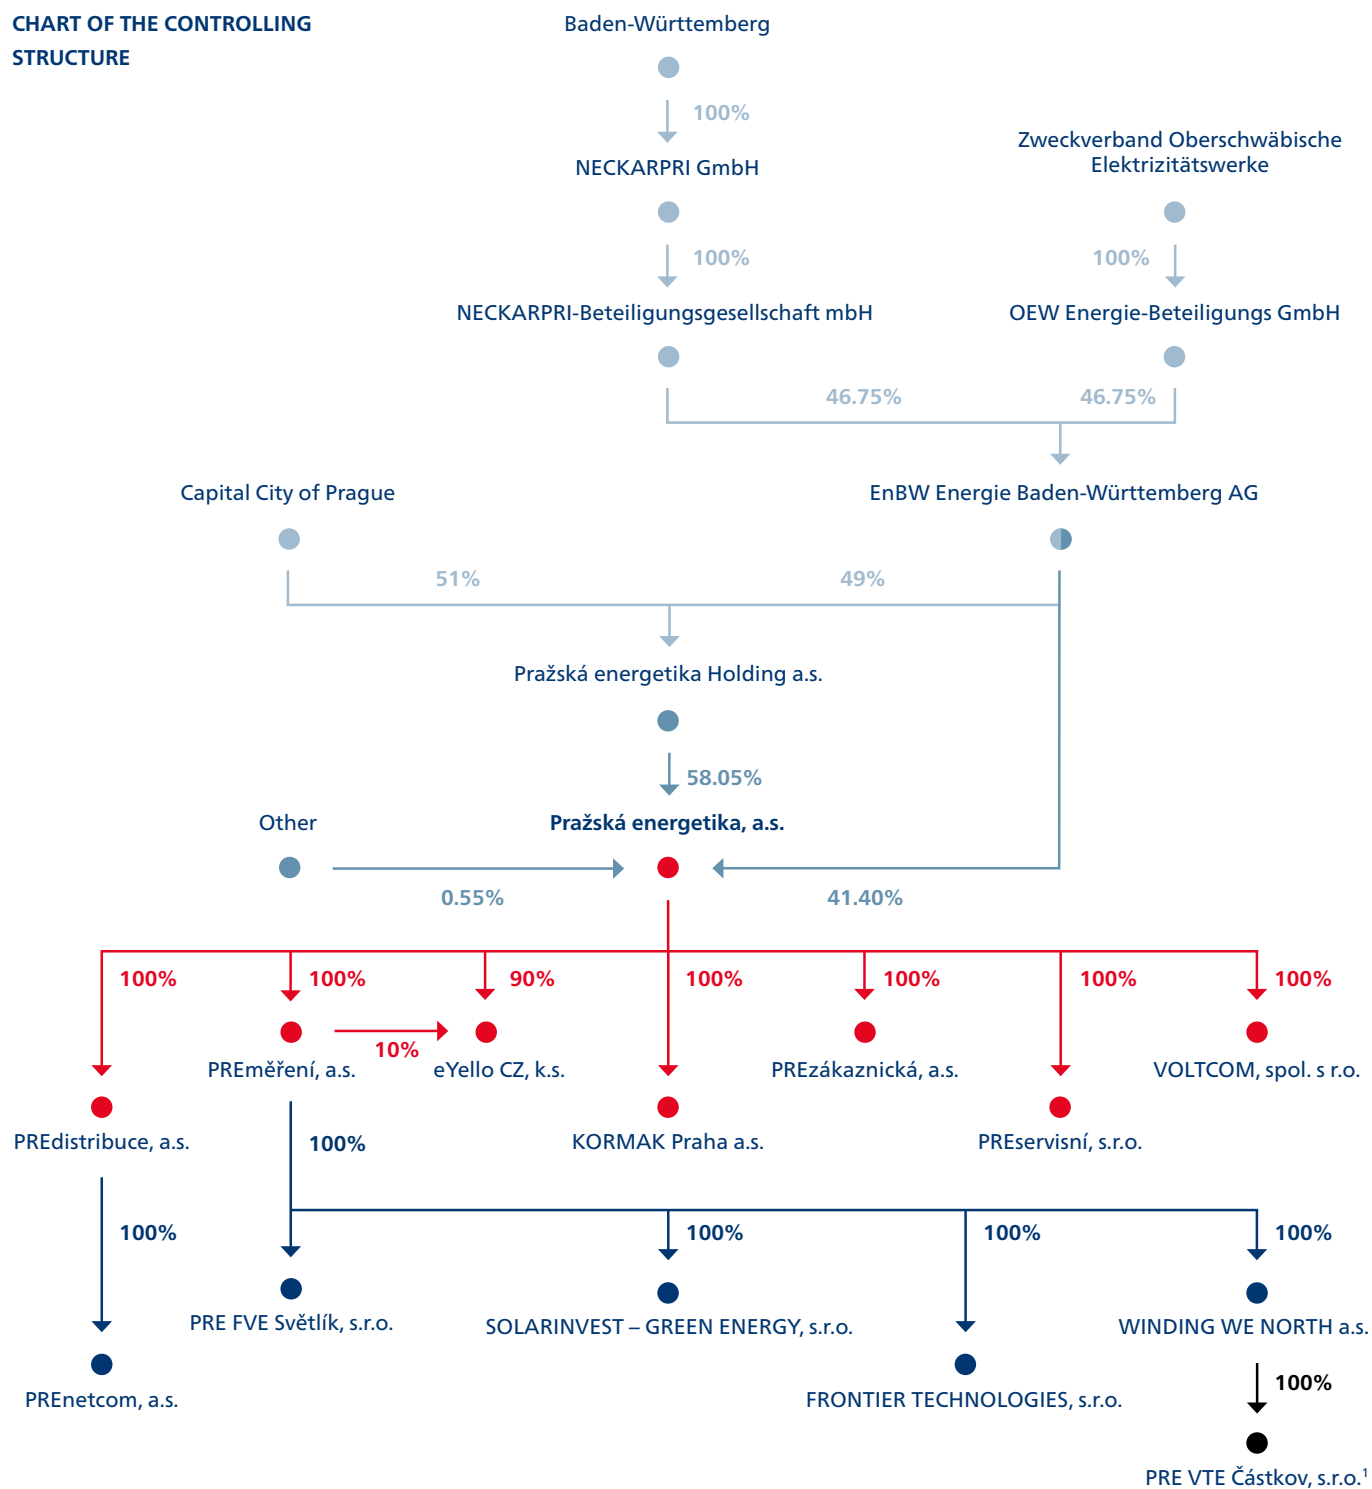 CHART OF THE CONTROLLING
STRUCTURE
Baden-Württemberg
100%
NECKARPRI GmbH
Zweckverband Oberschwäbische
Elektrizitätswerke
100%
100%
NECKARPRI-Beteiligungsgesellschaft mbH
OEW Energie-Beteiligungs GmbH
46.75%
46.75%
Capital City of Prague
EnBW Energie Baden-Württemberg AG
51%
49%
Pražská energetika Holding a.s.
58.05%
Other
Pražská energetika, a.s.
0.55%
41.40%
100%
100%
90%
100%
100%
100%
100%
10%
PREměření, a.s.
eYello CZ, k.s.
PREzákaznická, a.s.
VOLTCOM, spol. s r.o.
PREdistribuce, a.s.
100%
KORMAK Praha a.s.
PREservisní, s.r.o.
100%
100%
100%
100%
PRE FVE Světlík, s.r.o.
SOLARINVEST – GREEN ENERGY, s.r.o.
WINDING WE NORTH a.s.
PREnetcom, a.s.
FRONTIER TECHNOLOGIES, s.r.o.
100%
PRE VTE Částkov, s.r.o.¹